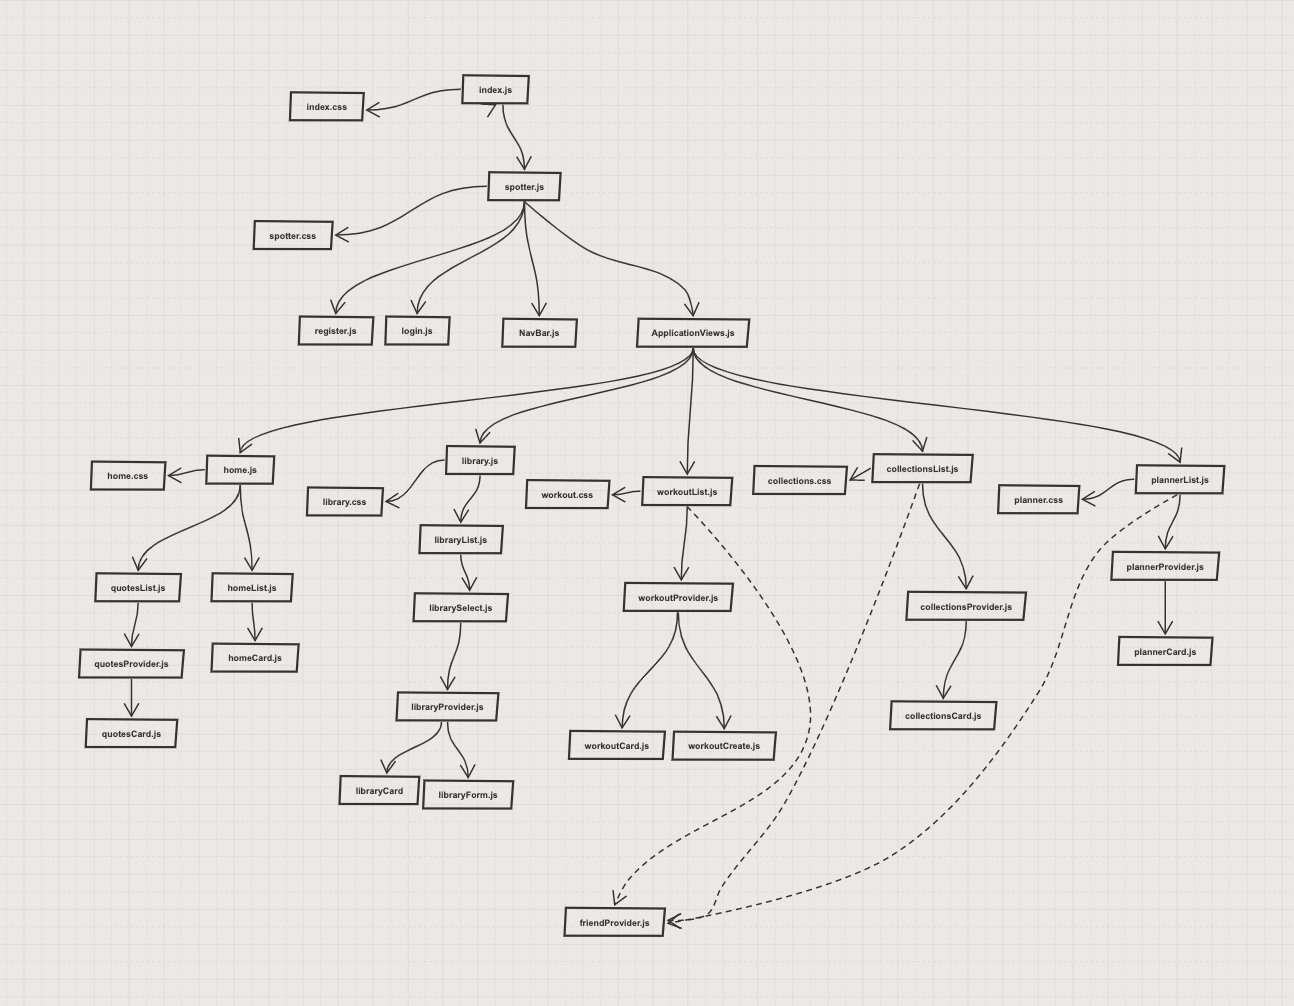 index.js
index.css
spotter.js
spotter.css
register.js
login.js
NavBar.js
ApplicationViews.js
home.css
home.js
library.js
library.css
workout.css
workoutList.js
collections.css
collectionsList.js
planner.css
plannerList.js
libraryList.js
plannerProvider.js
quotesList.js
homeList.js
librarySelect.js
workoutProvider.js
collectionsProvider.js
quotesProvider.js
homeCard.js
plannerCard.js
libraryProvider.js
collectionsCard.js
quotesCard.js
workoutCard.js
workoutCreate.js
libraryCard
libraryForm.js
friendProvider.js